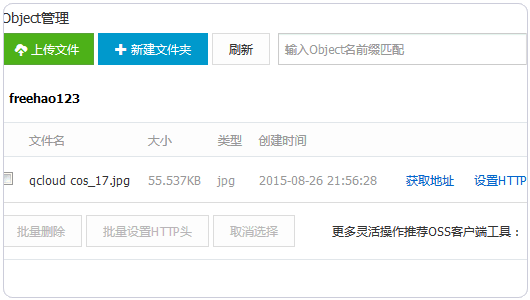 Object管理
上传文件 新建文件夹 刷新 输入Object名前缀匹配
freehao123
文件名 大小 类型 创建时间
qcloud cos_17.jpg 55.537KB jpg 2015-08-26 21:56:28 获取地址 设置HTTP
批量删除 批量设置HTTP头 取消选择 更多灵活操作推荐OSS客户端工具：